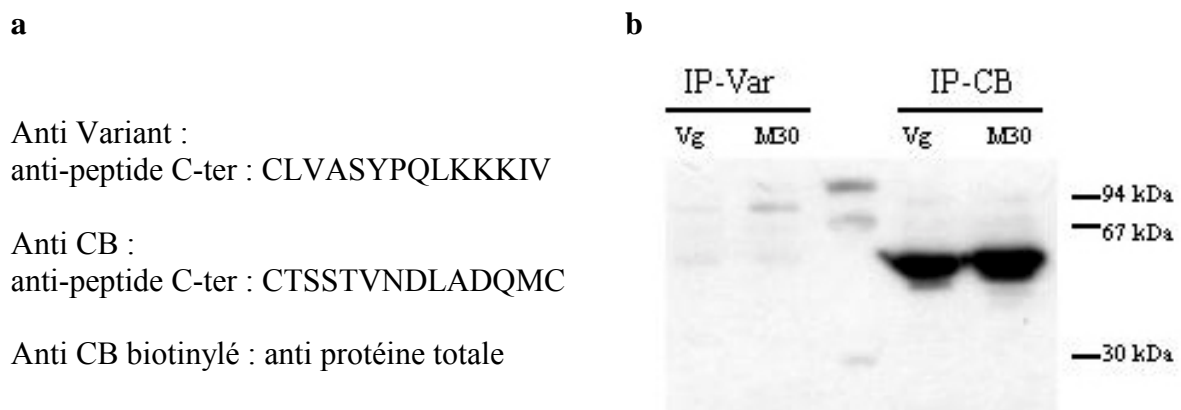 a
Anti Variant :
anti-peptide C-ter : CLVASYPQLKKKIV
Anti CB :
anti-peptide C-ter : CTSSTVNDLADQMC
Anti CB biotinylé : anti protéine totale
b
IP-Var IP-CB
Vg M30 Vg M30
94 kDa
67 kDa
30 kDa